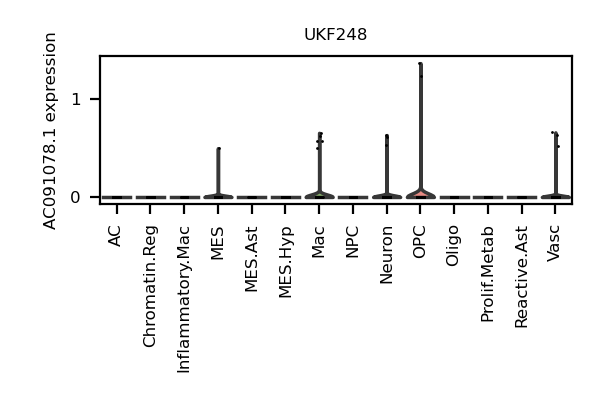 UKF248
AC091078.1 expression
1
0
AC
Chromatin.Reg
Inflammatory.Mac
MES
MES.Ast
MES.Hyp
Mac
NPC
Neuron
OPC
Oligo
Prolif.Metab
Reactive.Ast
Vasc